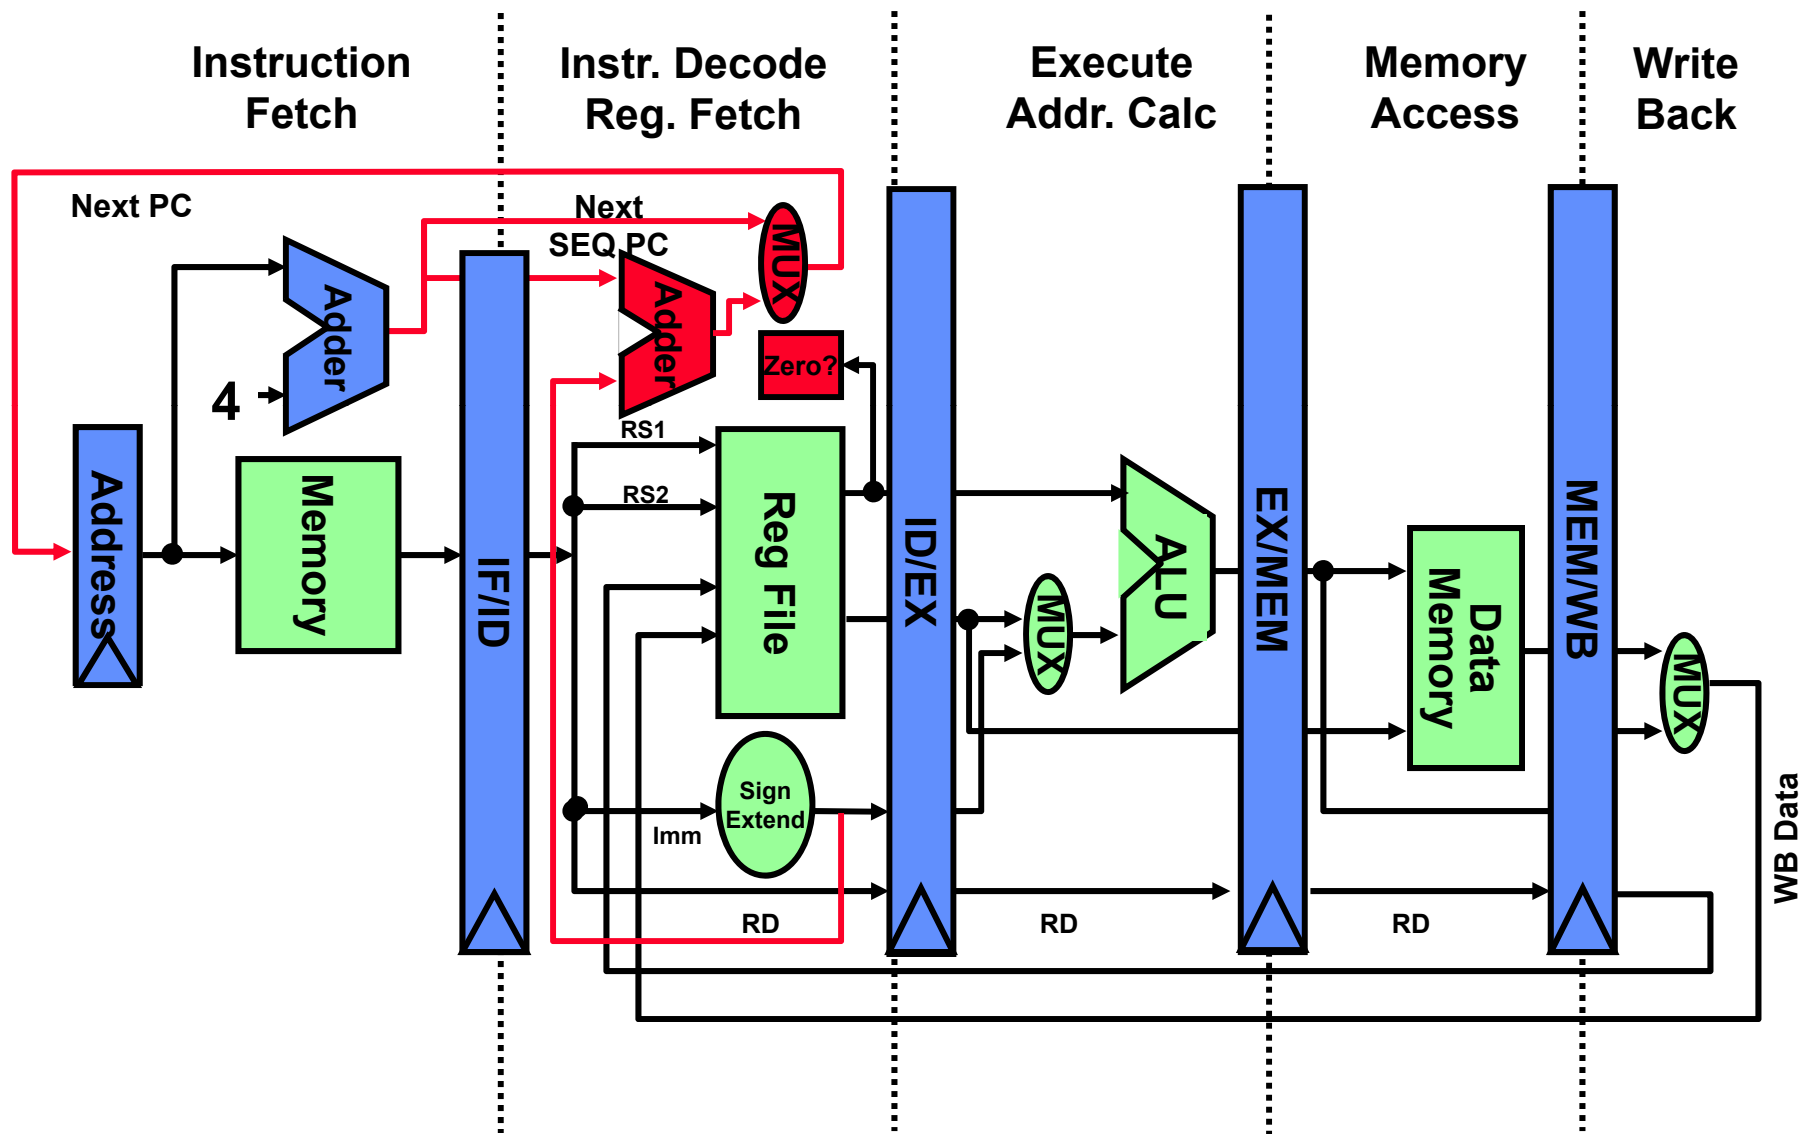 Instruction
Fetch
Instr. Decode
Reg. Fetch
Execute
Addr. Calc
Memory
Access
Write
Back
Next PC
Next
SEQ PC
MUX
Adder
Adder
4
Zero?
RS1
RS2
Address
Memory
IF/ID
Reg File
ID/EX
MUX
ALU
EX/MEM
Data
Memory
MEM/WB
MUX
Sign
Extend
Imm
RD
RD
RD
WB Data